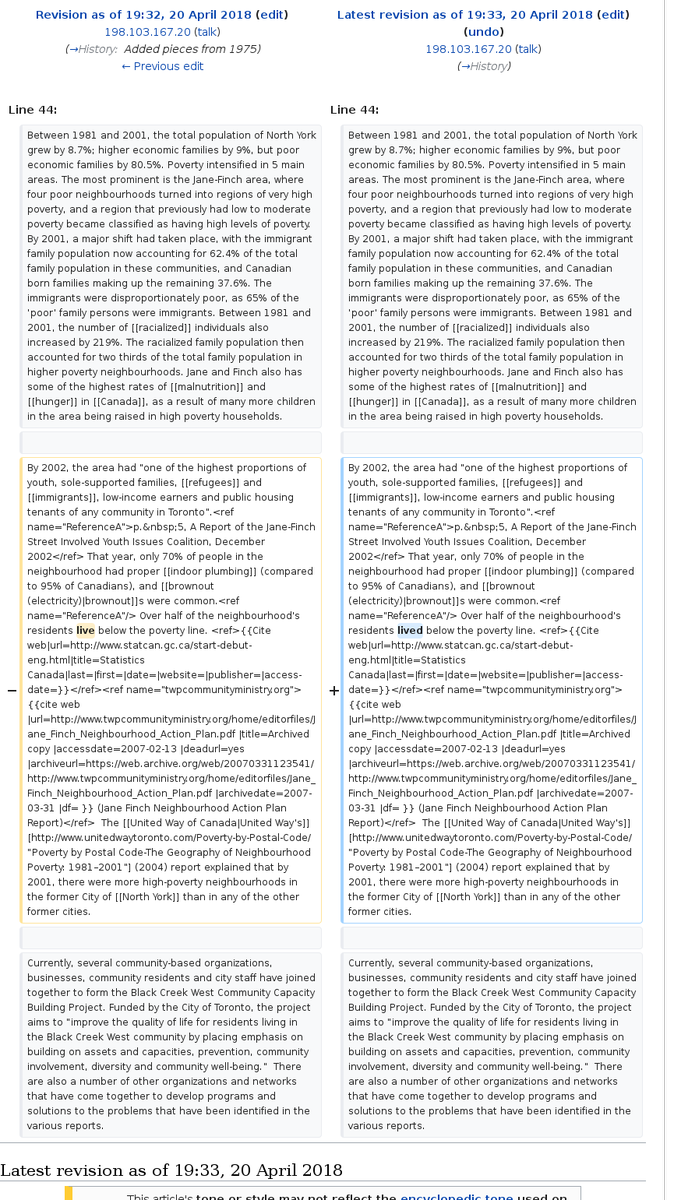 Revision as of 19:32, 20 April 2018 (edit)
198.103.167.20 (talk)
(→History: Added pieces from 1975)
← Previous edit
Latest revision as of 19:33, 20 April 2018 (edit)
(undo)
198.103.167.20 (talk)
(→History)
Line 44:
Between 1981 and 2001, the total population of North York
grew by 8.7%; higher economic families by 9%, but poor
economic families by 80.5%. Poverty intensified in 5 main
areas. The most prominent is the Jane-Finch area, where
four poor neighbourhoods turned into regions of very high
poverty, and a region that previously had low to moderate
poverty became classified as having high levels of poverty.
By 2001, a major shift had taken place, with the immigrant
family population now accounting for 62.4% of the total
family population in these communities, and Canadian
born families making up the remaining 37.6%. The
immigrants were disproportionately poor, as 65% of the
'poor' family persons were immigrants. Between 1981 and
2001, the number of [[racialized]] individuals also
increased by 219%. The racialized family population then
accounted for two thirds of the total family population in
higher poverty neighbourhoods. Jane and Finch also has
some of the highest rates of [[malnutrition]] and
[[hunger]] in [[Canada]], as a result of many more children
in the area being raised in high poverty households.
− By 2002, the area had "one of the highest proportions of
youth, sole-supported families, [[refugees]] and
[[immigrants]], low-income earners and public housing
tenants of any community in Toronto".<ref
name="ReferenceA">p.&nbsp;5, A Report of the Jane-Finch
Street Involved Youth Issues Coalition, December
2002</ref> That year, only 70% of people in the
neighbourhood had proper [[indoor plumbing]] (compared
to 95% of Canadians), and [[brownout
(electricity)|brownout]]s were common.<ref
name="ReferenceA"/> Over half of the neighbourhood's
residents live below the poverty line. <ref>{{Cite
web|url=http://www.statcan.gc.ca/start-debut-
eng.html|title=Statistics
Canada|last=|first=|date=|website=|publisher=|access-
date=}}</ref><ref name="twpcommunityministry.org">
{{cite web
|url=http://www.twpcommunityministry.org/home/editorfiles/J
ane_Finch_Neighbourhood_Action_Plan.pdf |title=Archived
copy |accessdate=2007-02-13 |deadurl=yes
|archiveurl=https://web.archive.org/web/20070331123541/
http://www.twpcommunityministry.org/home/editorfiles/Jane_
Finch_Neighbourhood_Action_Plan.pdf |archivedate=2007-
03-31 |df= }} (Jane Finch Neighbourhood Action Plan
Report)</ref> The [[United Way of Canada|United Way's]]
[http://www.unitedwaytoronto.com/Poverty-by-Postal-Code/
"Poverty by Postal Code-The Geography of Neighbourhood
Poverty: 1981–2001"] (2004) report explained that by
2001, there were more high-poverty neighbourhoods in
the former City of [[North York]] than in any of the other
former cities.
Currently, several community-based organizations,
businesses, community residents and city staff have joined
together to form the Black Creek West Community Capacity
Building Project. Funded by the City of Toronto, the project
aims to "improve the quality of life for residents living in
the Black Creek West community by placing emphasis on
building on assets and capacities, prevention, community
involvement, diversity and community well-being." There
are also a number of other organizations and networks
that have come together to develop programs and
solutions to the problems that have been identified in the
various reports.
Line 44:
Between 1981 and 2001, the total population of North York
grew by 8.7%; higher economic families by 9%, but poor
economic families by 80.5%. Poverty intensified in 5 main
areas. The most prominent is the Jane-Finch area, where
four poor neighbourhoods turned into regions of very high
poverty, and a region that previously had low to moderate
poverty became classified as having high levels of poverty.
By 2001, a major shift had taken place, with the immigrant
family population now accounting for 62.4% of the total
family population in these communities, and Canadian
born families making up the remaining 37.6%. The
immigrants were disproportionately poor, as 65% of the
'poor' family persons were immigrants. Between 1981 and
2001, the number of [[racialized]] individuals also
increased by 219%. The racialized family population then
accounted for two thirds of the total family population in
higher poverty neighbourhoods. Jane and Finch also has
some of the highest rates of [[malnutrition]] and
[[hunger]] in [[Canada]], as a result of many more children
in the area being raised in high poverty households.
+ By 2002, the area had "one of the highest proportions of
youth, sole-supported families, [[refugees]] and
[[immigrants]], low-income earners and public housing
tenants of any community in Toronto".<ref
name="ReferenceA">p.&nbsp;5, A Report of the Jane-Finch
Street Involved Youth Issues Coalition, December
2002</ref> That year, only 70% of people in the
neighbourhood had proper [[indoor plumbing]] (compared
to 95% of Canadians), and [[brownout
(electricity)|brownout]]s were common.<ref
name="ReferenceA"/> Over half of the neighbourhood's
residents lived below the poverty line. <ref>{{Cite
web|url=http://www.statcan.gc.ca/start-debut-
eng.html|title=Statistics
Canada|last=|first=|date=|website=|publisher=|access-
date=}}</ref><ref name="twpcommunityministry.org">
{{cite web
|url=http://www.twpcommunityministry.org/home/editorfiles/J
ane_Finch_Neighbourhood_Action_Plan.pdf |title=Archived
copy |accessdate=2007-02-13 |deadurl=yes
|archiveurl=https://web.archive.org/web/20070331123541/
http://www.twpcommunityministry.org/home/editorfiles/Jane_
Finch_Neighbourhood_Action_Plan.pdf |archivedate=2007-
03-31 |df= }} (Jane Finch Neighbourhood Action Plan
Report)</ref> The [[United Way of Canada|United Way's]]
[http://www.unitedwaytoronto.com/Poverty-by-Postal-Code/
"Poverty by Postal Code-The Geography of Neighbourhood
Poverty: 1981–2001"] (2004) report explained that by
2001, there were more high-poverty neighbourhoods in
the former City of [[North York]] than in any of the other
former cities.
Currently, several community-based organizations,
businesses, community residents and city staff have joined
together to form the Black Creek West Community Capacity
Building Project. Funded by the City of Toronto, the project
aims to "improve the quality of life for residents living in
the Black Creek West community by placing emphasis on
building on assets and capacities, prevention, community
involvement, diversity and community well-being." There
are also a number of other organizations and networks
that have come together to develop programs and
solutions to the problems that have been identified in the
various reports.
Latest revision as of 19:33, 20 April 2018
This article's tone or style may not reflect the encyclopedic tone used on